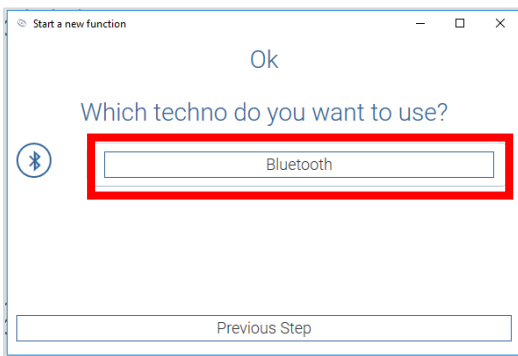 Start a new function
Ok
Which techno do you want to use?
Bluetooth
Previous Step